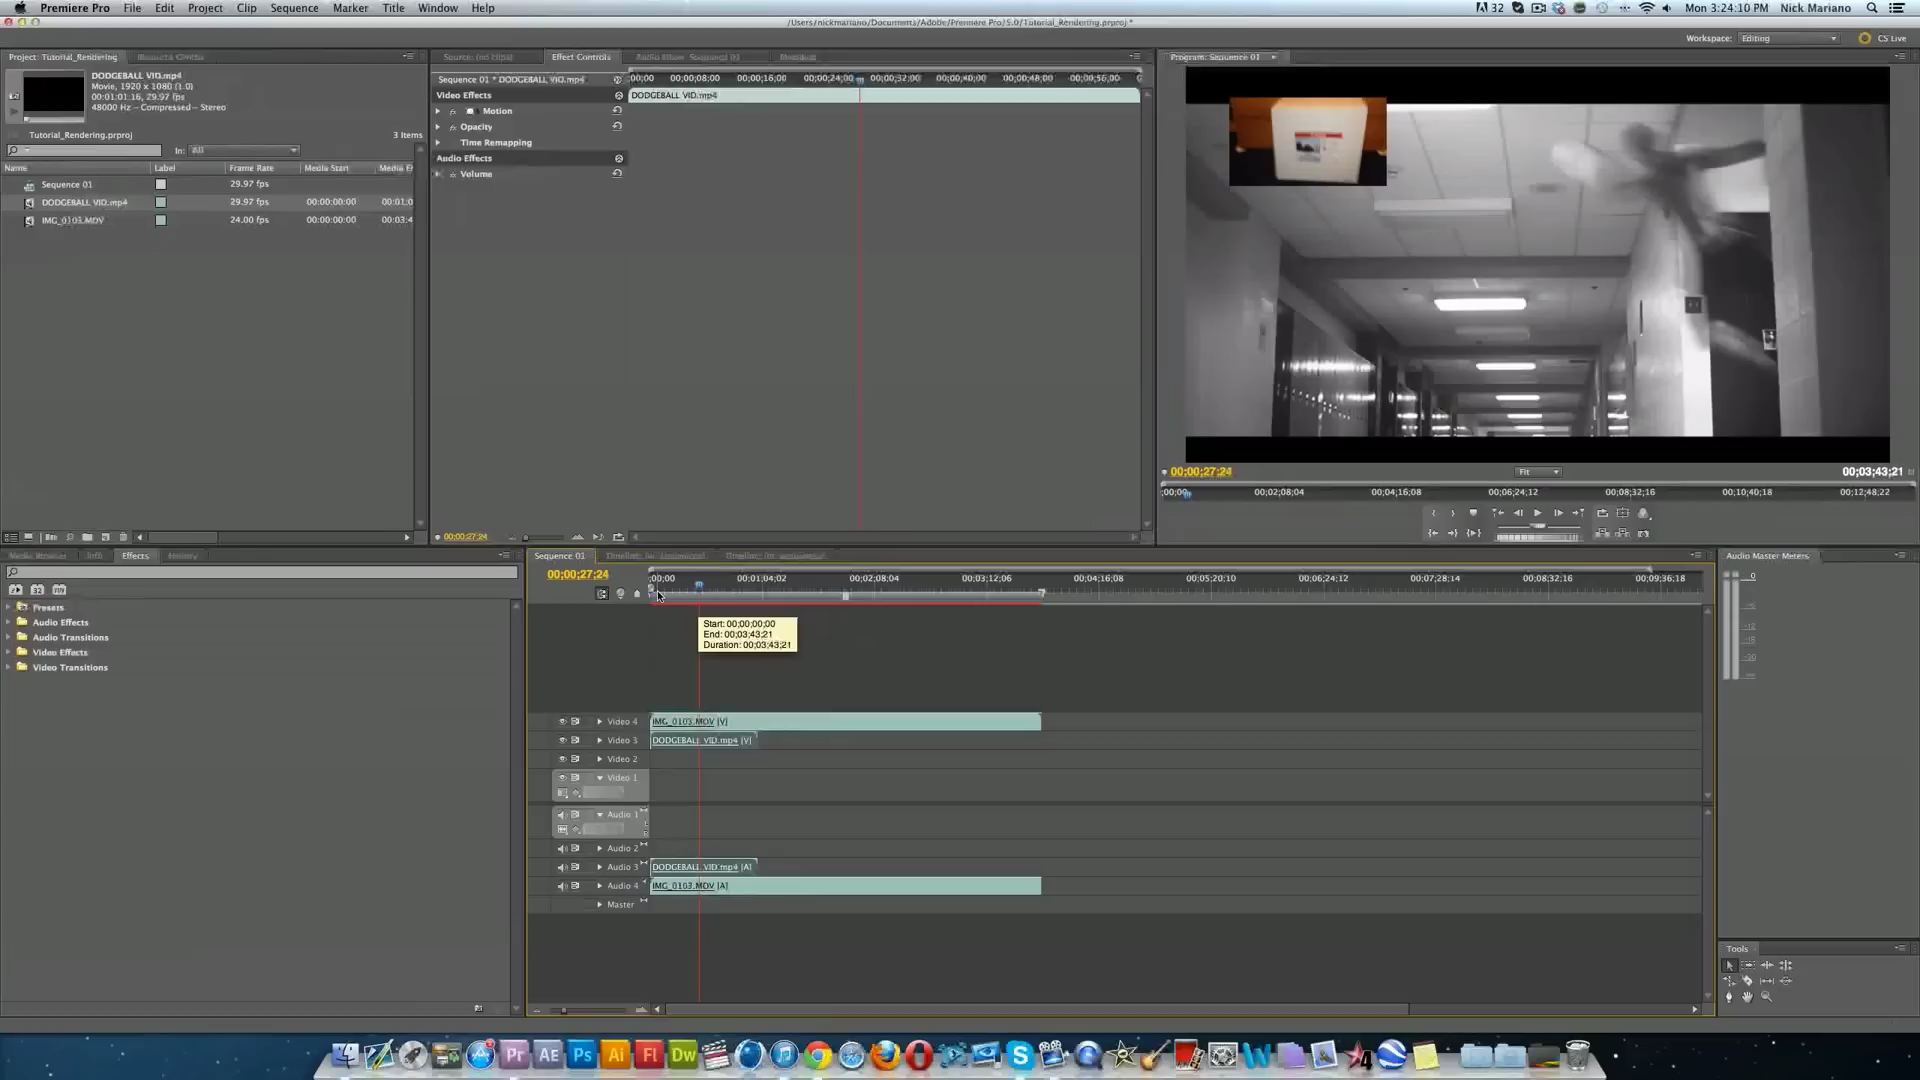 Premiere Pro File Edit Project Clip Sequence Marker Title Window Help
32 Mon 3:24:10 PM Nick Mariano
/Users/nickmariano/Documents/Adobe/Premiere Pro/5.0/Tutorial_Rendering.prproj *
Workspace: Editing CS Live
Project: Tutorial_Rendering
DODGEBALL VID.mp4
Movie, 1920 x 1080 (1.0)
00:01:01:16, 29.97 fps
48000 Hz - Compressed - Stereo
Tutorial_Rendering.prproj
3 Items
In: All
Name Label Frame Rate Media Start Media E
Sequence 01 29.97 fps
DODGEBALL VID.mp4 29.97 fps 00:00:00:00 00:01:0
IMG_0103.MOV 24.00 fps 00:00:00:00 00:03:4
Source: (no clips) Effect Controls Audio Mixer: Sequence 01 Metadata
Sequence 01 * DODGEBALL VID.mp4
;00;00 00;00;08;00 00;00;16;00 00;00;24;00 00;00;32;00 00;00;40;00 00;00;48;00 00;00;56;00
Video Effects
DODGEBALL VID.mp4
Motion
Opacity
Time Remapping
Audio Effects
Volume
00;00;27;24
Program: Sequence 01
00;00;27;24 Fit 00;03;43;21
;00;00 00;02;08;04 00;04;16;08 00;06;24;12 00;08;32;16 00;10;40;18 00;12;48;22
Media Browser Info Effects History
32
Presets
Audio Effects
Audio Transitions
Video Effects
Video Transitions
Sequence 01
00;00;27;24
;00;00 00;01;04;02 00;02;08;04 00;03;12;06 00;04;16;08 00;05;20;10 00;06;24;12 00;07;28;14 00;08;32;16 00;09;36;18
Start: 00;00;00;00
End: 00;03;43;21
Duration: 00;03;43;21
Video 4 IMG_0103.MOV [V]
Video 3 DODGEBALL VID.mp4 [V]
Video 2
Video 1
Audio 1
Audio 2
Audio 3 DODGEBALL VID.mp4 [A]
Audio 4 IMG_0103.MOV [A]
Master
Audio Master Meters
0
Tools
Pr AE Ps Ai Fl Dw